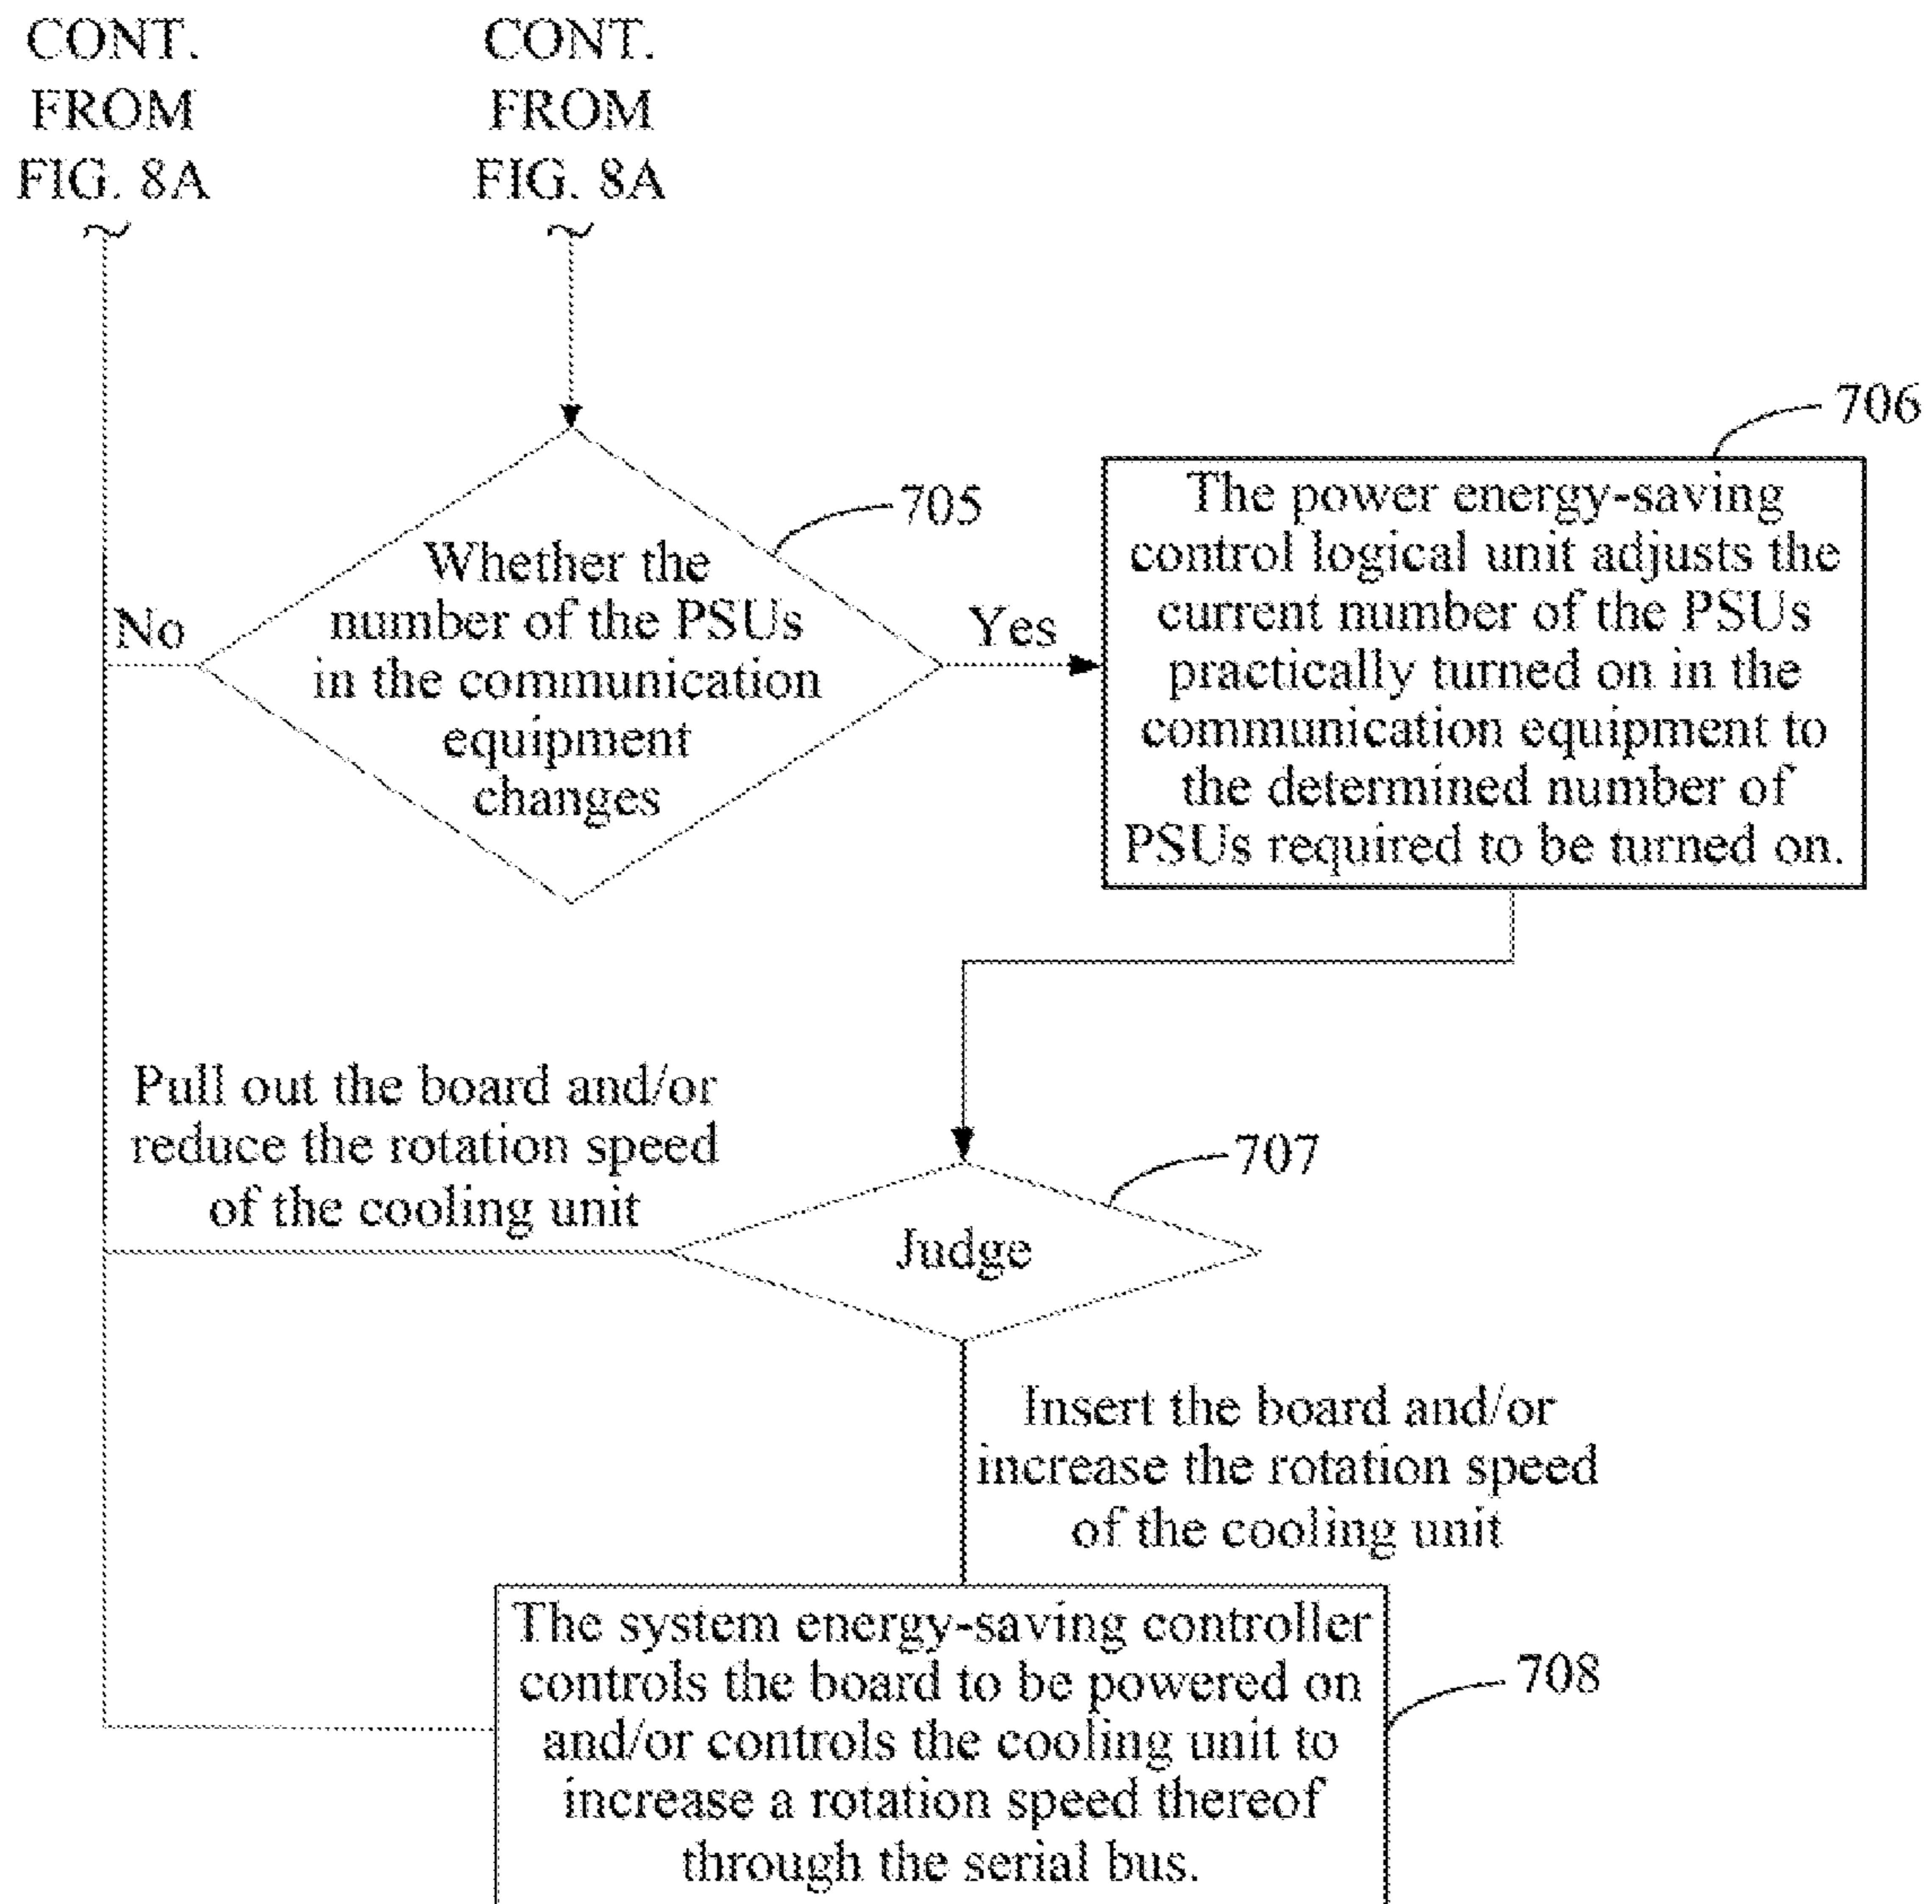 CONT.
FROM
FIG. 8A
CONT.
FROM
FIG. 8A
705
Whether the
number of the PSUs
in the communication
equipment
changes
No
Yes
706
The power energy-saving
control logical unit adjusts the
current number of the PSUs
practically turned on in the
communication equipment to
the determined number of
PSUs required to be turned on.
Pull out the board and/or
reduce the rotation speed
of the cooling unit
707
Judge
Insert the board and/or
increase the rotation speed
of the cooling unit
The system energy-saving controller
controls the board to be powered on
and/or controls the cooling unit to
increase a rotation speed thereof
through the serial bus.
708